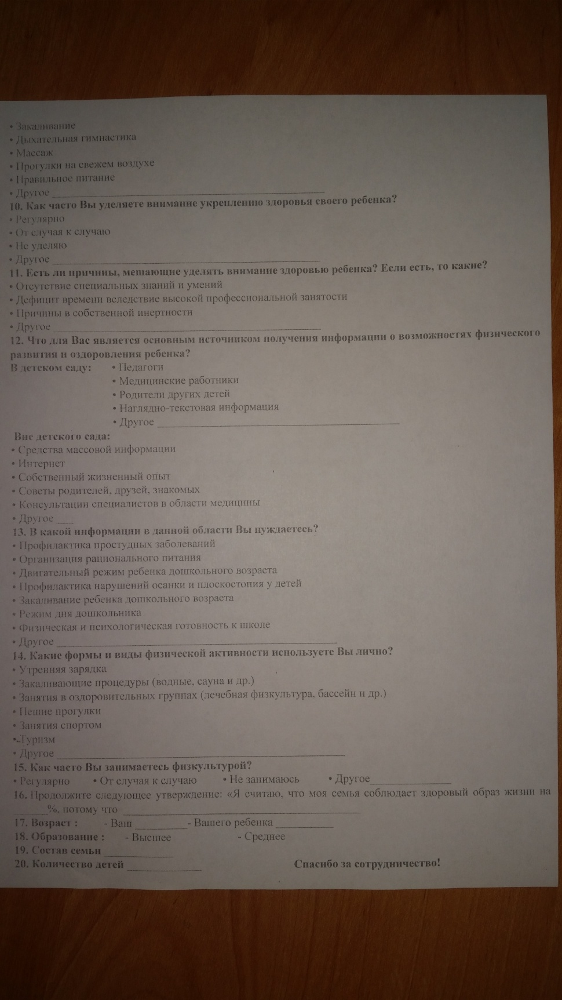 • Закаливание
• Дыхательная гимнастика
• Массаж
• Прогулки на свежем воздухе
• Правильное питание
• Другое ____________________
10. Как часто Вы уделяете внимание укреплению здоровья своего ребенка?
• Регулярно
• От случая к случаю
• Не уделяю
• Другое ____________________
11. Есть ли причины, мешающие уделять внимание здоровью ребенка? Если есть, то какие?
• Отсутствие специальных знаний и умений
• Дефицит времени вследствие высокой профессиональной занятости
• Причины в собственной инертности
• Другое ____________________
12. Что для Вас является основным источником получения информации о возможностях физического
развития и оздоровления ребенка?
В детском саду: • Педагоги
• Медицинские работники
• Родители других детей
• Наглядно-текстовая информация
• Другое ____________________
Вне детского сада:
• Средства массовой информации
• Интернет
• Собственный жизненный опыт
• Советы родителей, друзей, знакомых
• Консультации специалистов в области медицины
• Другое ___
13. В какой информации в данной области Вы нуждаетесь?
• Профилактика простудных заболеваний
• Организация рационального питания
• Двигательный режим ребенка дошкольного возраста
• Профилактика нарушений осанки и плоскостопия у детей
• Закаливание ребенка дошкольного возраста
• Режим дня дошкольника
• Физическая и психологическая готовность к школе
• Другое ____________________
14. Какие формы и виды физической активности используете Вы лично?
• Утренняя зарядка
• Закаливающие процедуры (водные, сауна и др.)
• Занятия в оздоровительных группах (лечебная физкультура, бассейн и др.)
• Пешие прогулки
• Занятия спортом
• Туризм
• Другое ____________________
15. Как часто Вы занимаетесь физкультурой?
• Регулярно • От случая к случаю • Не занимаюсь • Другое______________
16. Продолжите следующее утверждение: «Я считаю, что моя семья соблюдает здоровый образ жизни на
______%, потому что ____________________
17. Возраст : - Ваш _________- Вашего ребенка __________
18. Образование : - Высшее - Среднее
19. Состав семьи ____________
20. Количество детей _____________ Спасибо за сотрудничество!